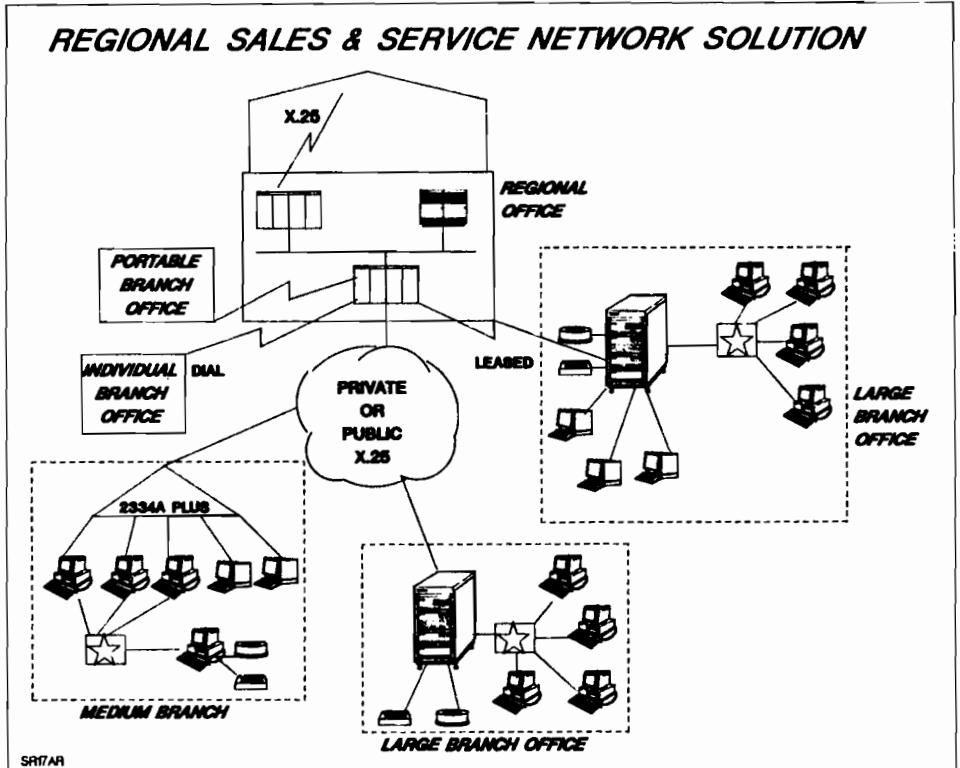 REGIONAL SALES & SERVICE NETWORK SOLUTION
X.25
REGIONAL
OFFICE
PORTABLE
BRANCH
OFFICE
INDIVIDUAL
BRANCH
OFFICE
DIAL
LEASED
PRIVATE
OR
PUBLIC
X.25
LARGE
BRANCH
OFFICE
2334A PLUS
MEDIUM BRANCH
LARGE BRANCH OFFICE
SR17AR